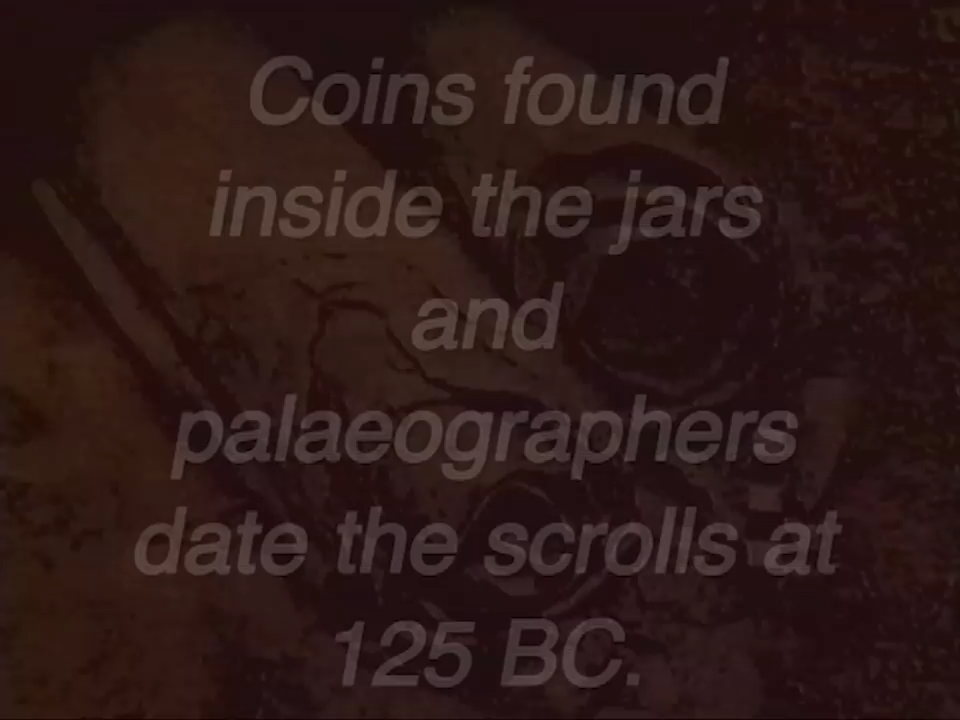 Coins found
inside the jars
and
palaeographers
date the scrolls at
125 BC.